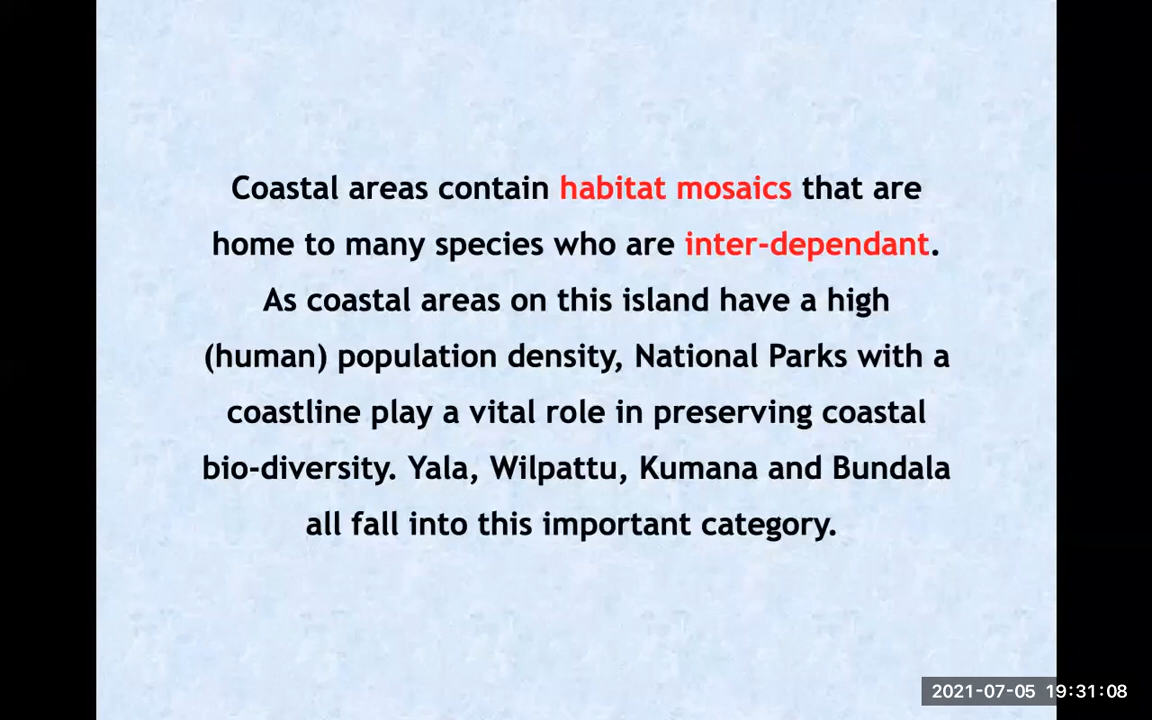 Coastal areas contain habitat mosaics that are
home to many species who are inter-dependant.
As coastal areas on this island have a high
(human) population density, National Parks with a
coastline play a vital role in preserving coastal
bio-diversity. Yala, Wilpattu, Kumana and Bundala
all fall into this important category.
2021-07-05 19:31:08